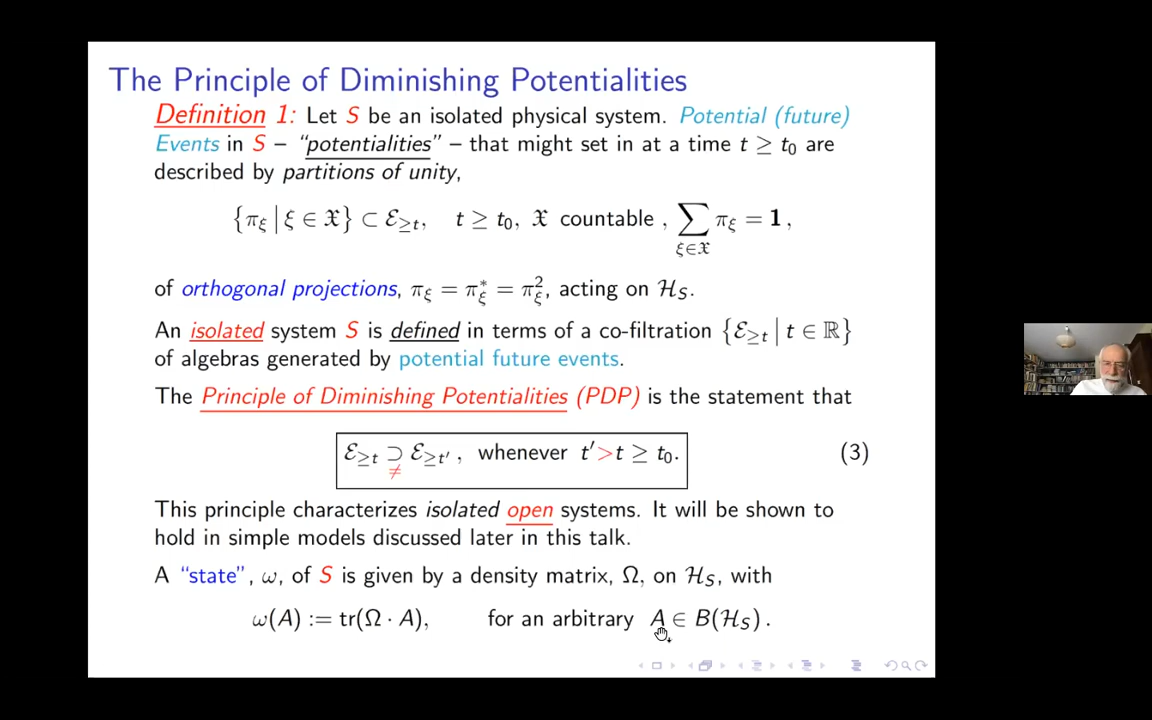 The Principle of Diminishing Potentialities
Definition 1: Let S be an isolated physical system. Potential (future)
Events in S – “potentialities” – that might set in at a time t ≥ t₀ are
described by partitions of unity,
{π_ξ | ξ ∈ 𝔛} ⊂ ℰ_{≥t}, t ≥ t₀, 𝔛 countable , ∑_{ξ∈𝔛} π_ξ = 1 ,
of orthogonal projections, π_ξ = π_ξ^* = π_ξ^2, acting on ℋ_S.
An isolated system S is defined in terms of a co-filtration {ℰ_{≥t} | t ∈ ℝ}
of algebras generated by potential future events.
The Principle of Diminishing Potentialities (PDP) is the statement that
ℰ_{≥t} ⊋ ℰ_{≥t′} , whenever t′ > t ≥ t₀. (3)
This principle characterizes isolated open systems. It will be shown to
hold in simple models discussed later in this talk.
A “state”, ω, of S is given by a density matrix, Ω, on ℋ_S, with
ω(A) := tr(Ω · A), for an arbitrary A ∈ B(ℋ_S) .